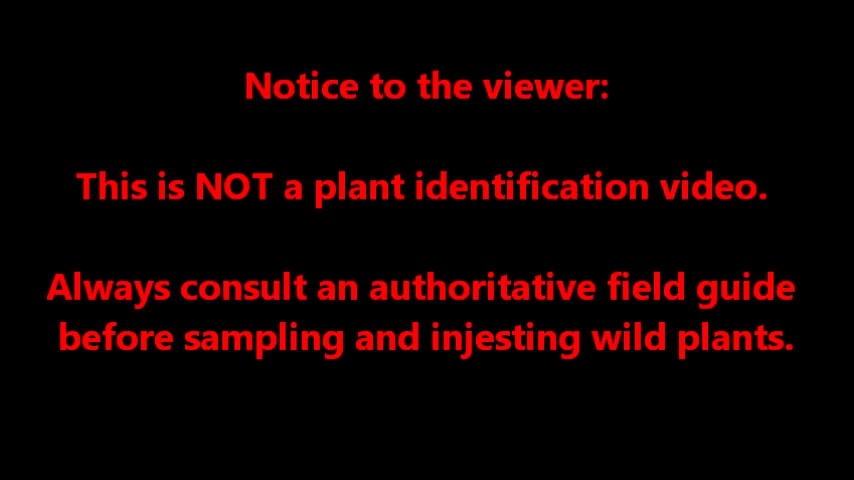 Notice to the viewer:
This is NOT a plant identification video.
Always consult an authoritative field guide
before sampling and injesting wild plants.